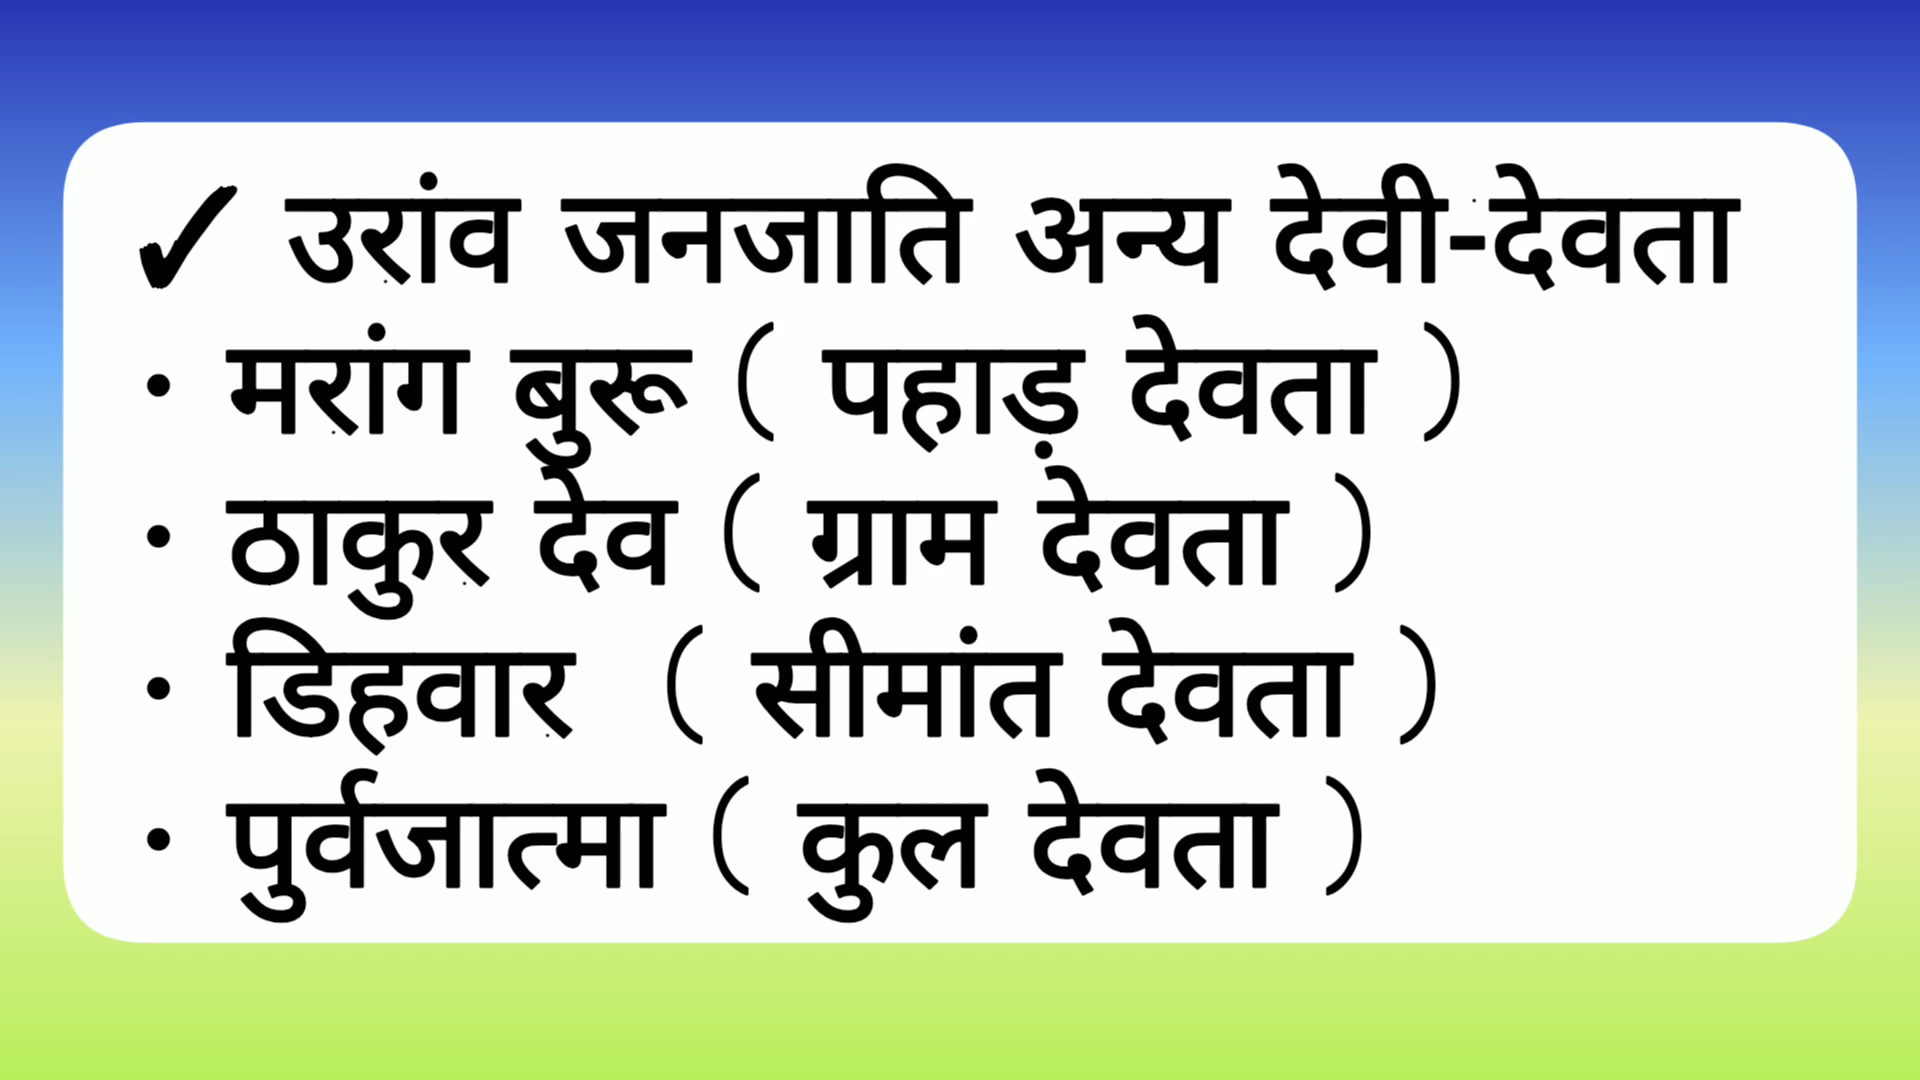 ✓ उरांव जनजाति अन्य देवी-देवता
• मरांग बुरू ( पहाड़ देवता )
• ठाकुर देव ( ग्राम देवता )
• डिहवार ( सीमांत देवता )
• पुर्वजात्मा ( कुल देवता )